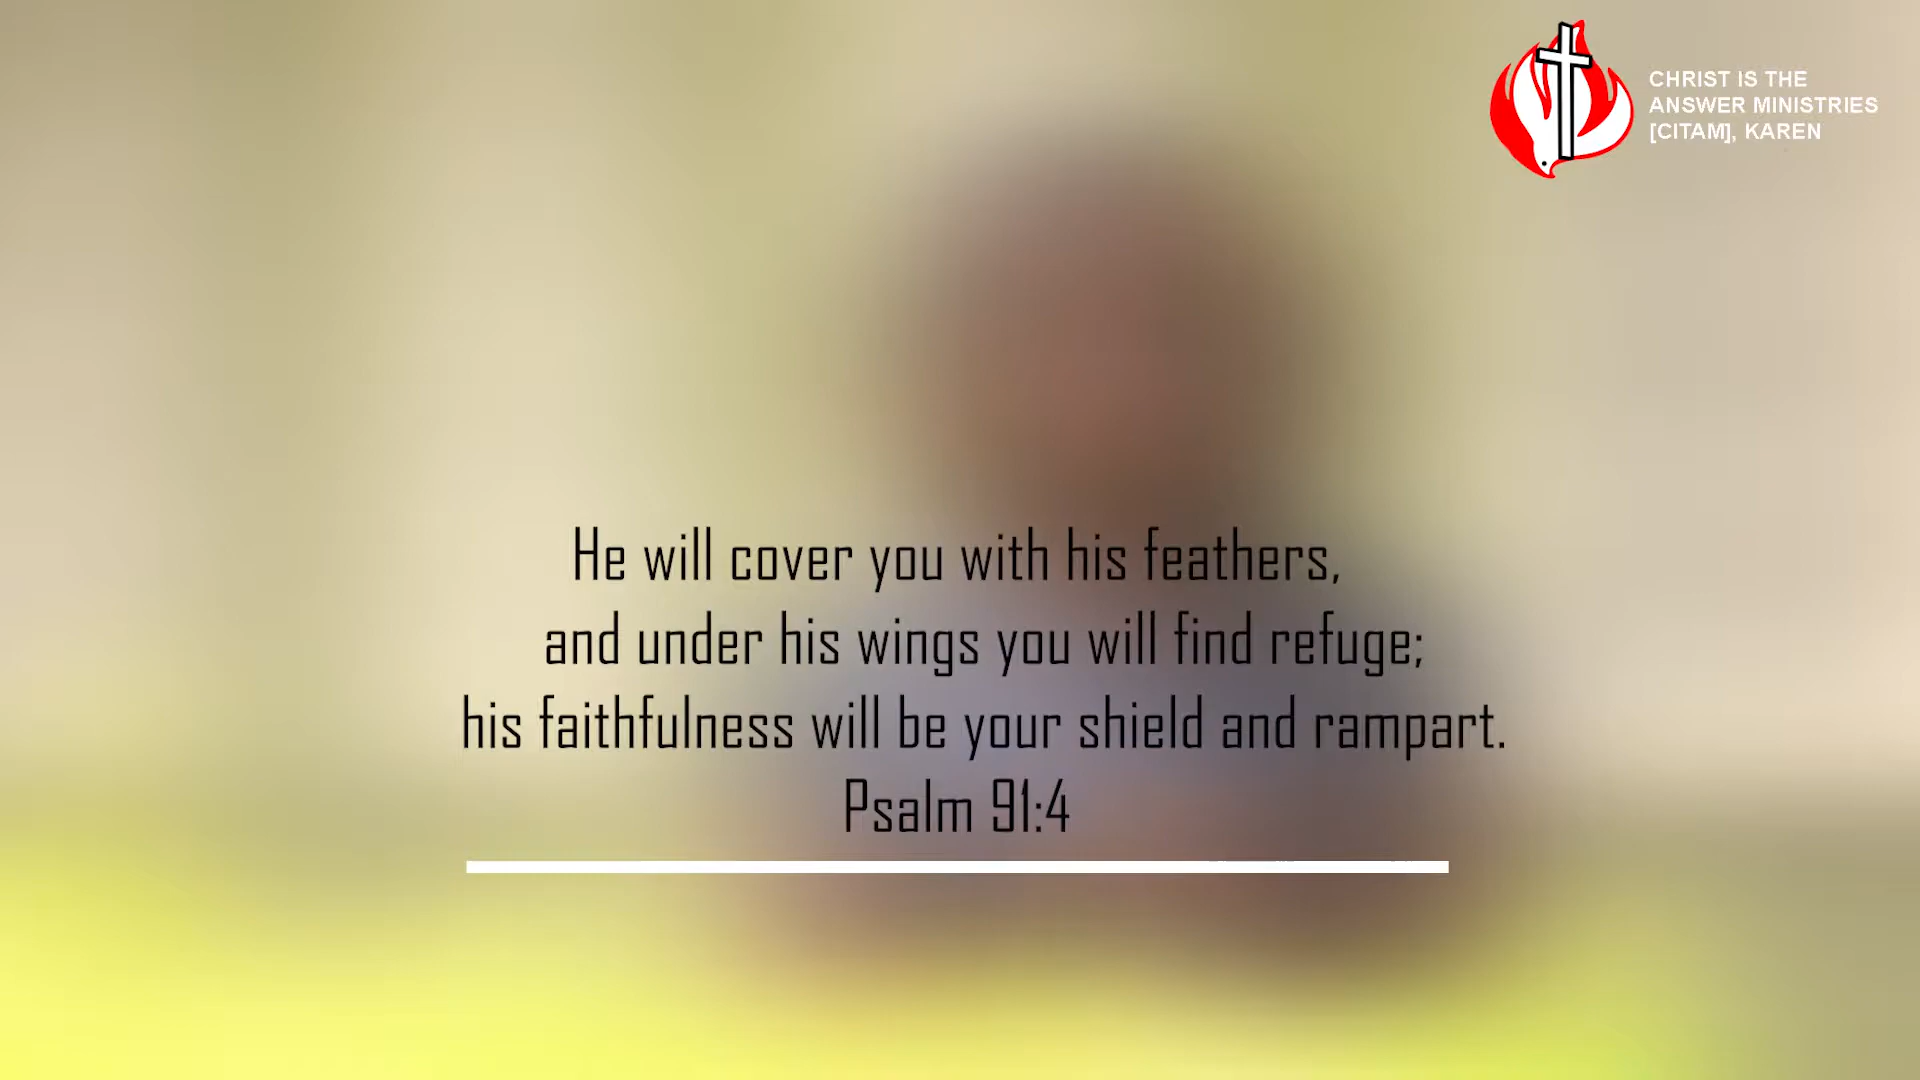 CHRIST IS THE
ANSWER MINISTRIES
[CITAM], KAREN
He will cover you with his feathers,
and under his wings you will find refuge;
his faithfulness will be your shield and rampart.
Psalm 91:4